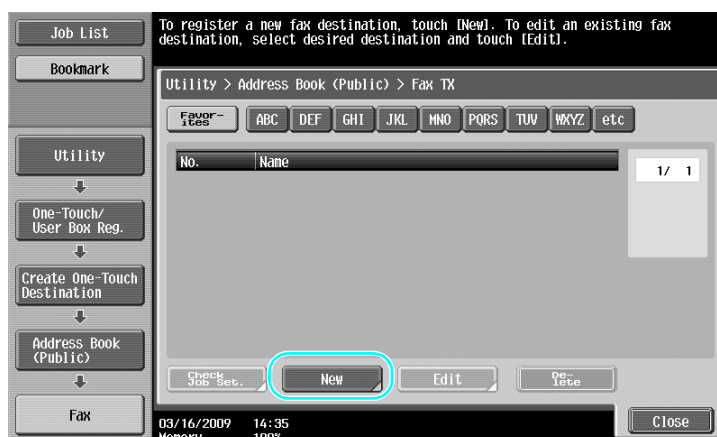 Job List
Bookmark
To register a new fax destination, touch [New]. To edit an existing fax
destination, select desired destination and touch [Edit].
Utility > Address Book (Public) > Fax TX
Favor-
ites
ABC DEF GHI JKL MNO PQRS TUV WXYZ etc
No. Name
1/ 1
Utility
One-Touch/
User Box Reg.
Create One-Touch
Destination
Address Book
(Public)
Fax
Check
Job Set.
New
Edit
De-
lete
03/16/2009 14:35
Memory 100%
Close